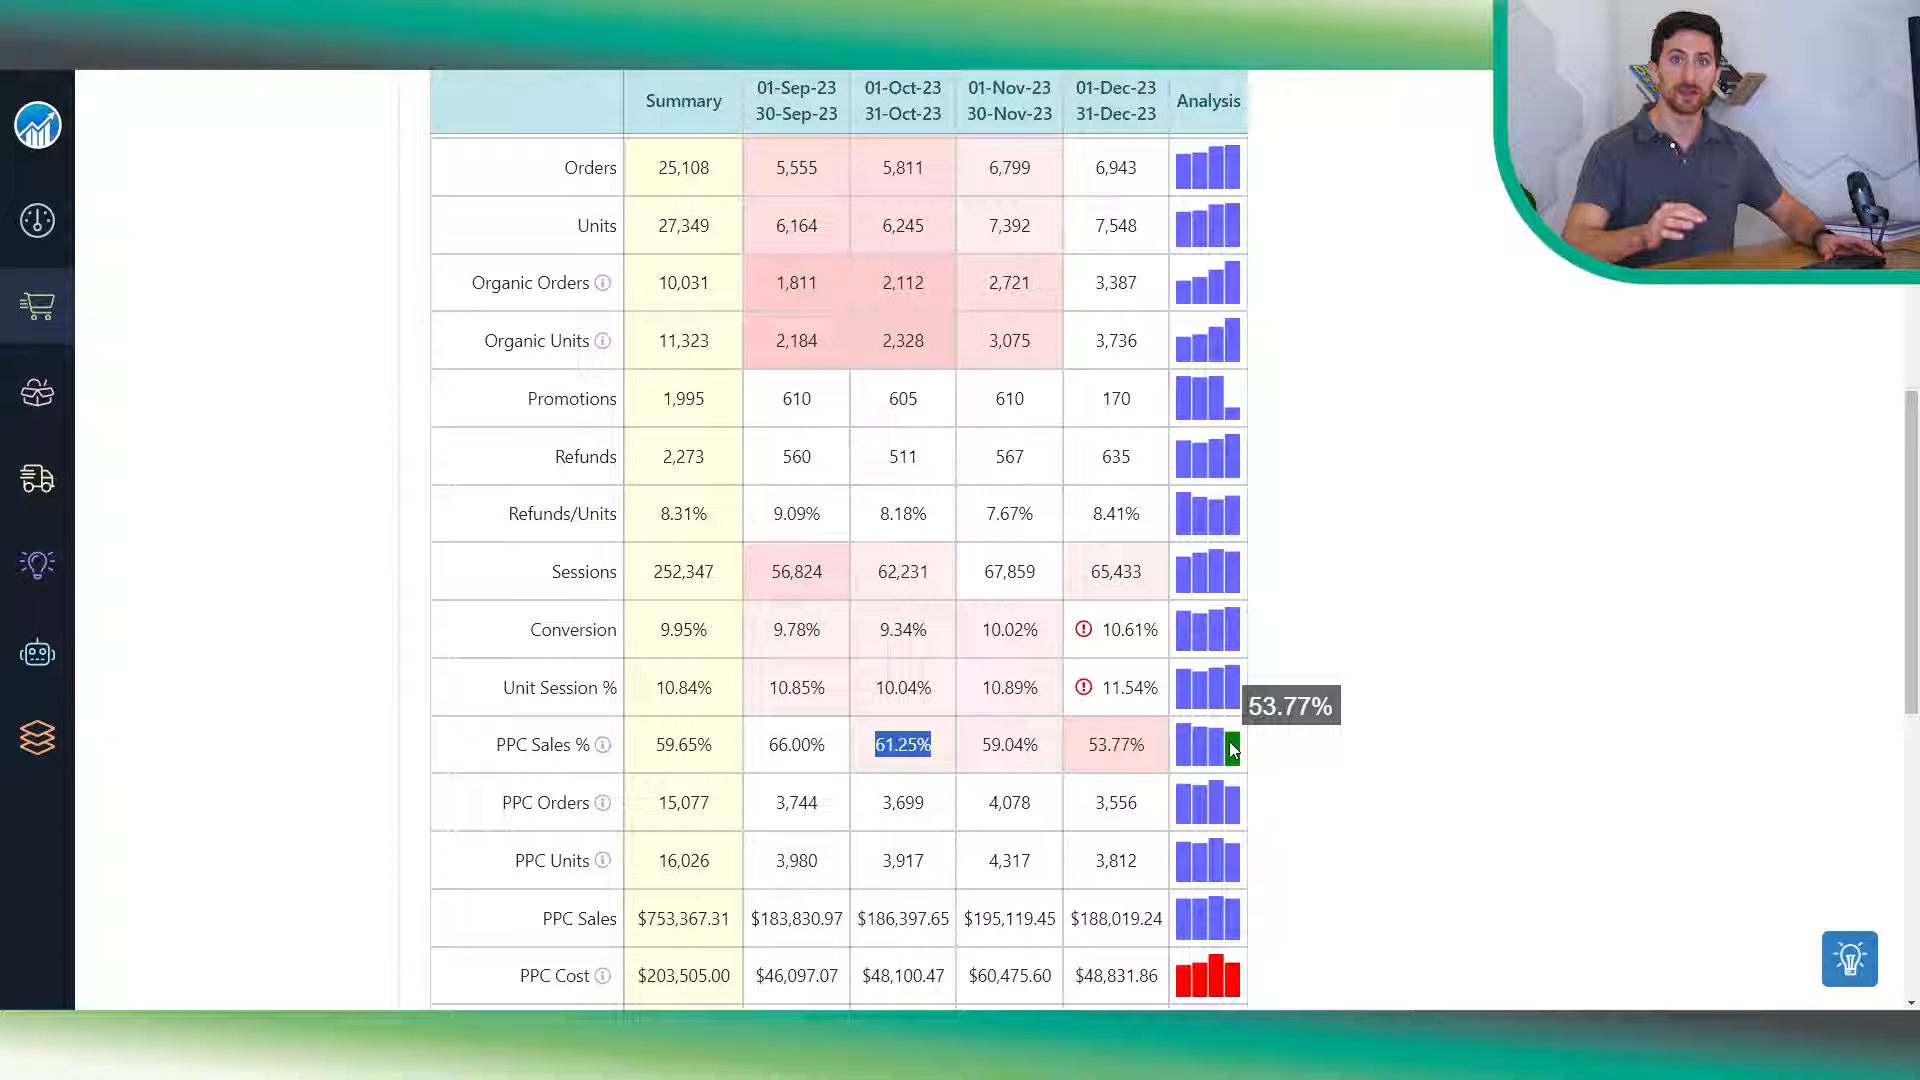 Summary 01-Sep-23 30-Sep-23 01-Oct-23 31-Oct-23 01-Nov-23 30-Nov-23 01-Dec-23 31-Dec-23 Analysis
Orders 25,108 5,555 5,811 6,799 6,943
Units 27,349 6,164 6,245 7,392 7,548
Organic Orders 10,031 1,811 2,112 2,721 3,387
Organic Units 11,323 2,184 2,328 3,075 3,736
Promotions 1,995 610 605 610 170
Refunds 2,273 560 511 567 635
Refunds/Units 8.31% 9.09% 8.18% 7.67% 8.41%
Sessions 252,347 56,824 62,231 67,859 65,433
Conversion 9.95% 9.78% 9.34% 10.02% 10.61%
Unit Session % 10.84% 10.85% 10.04% 10.89% 11.54%
53.77%
PPC Sales % 59.65% 66.00% 61.25% 59.04% 53.77%
PPC Orders 15,077 3,744 3,699 4,078 3,556
PPC Units 16,026 3,980 3,917 4,317 3,812
PPC Sales $753,367.31 $183,830.97 $186,397.65 $195,119.45 $188,019.24
PPC Cost $203,505.00 $46,097.07 $48,100.47 $60,475.60 $48,831.86